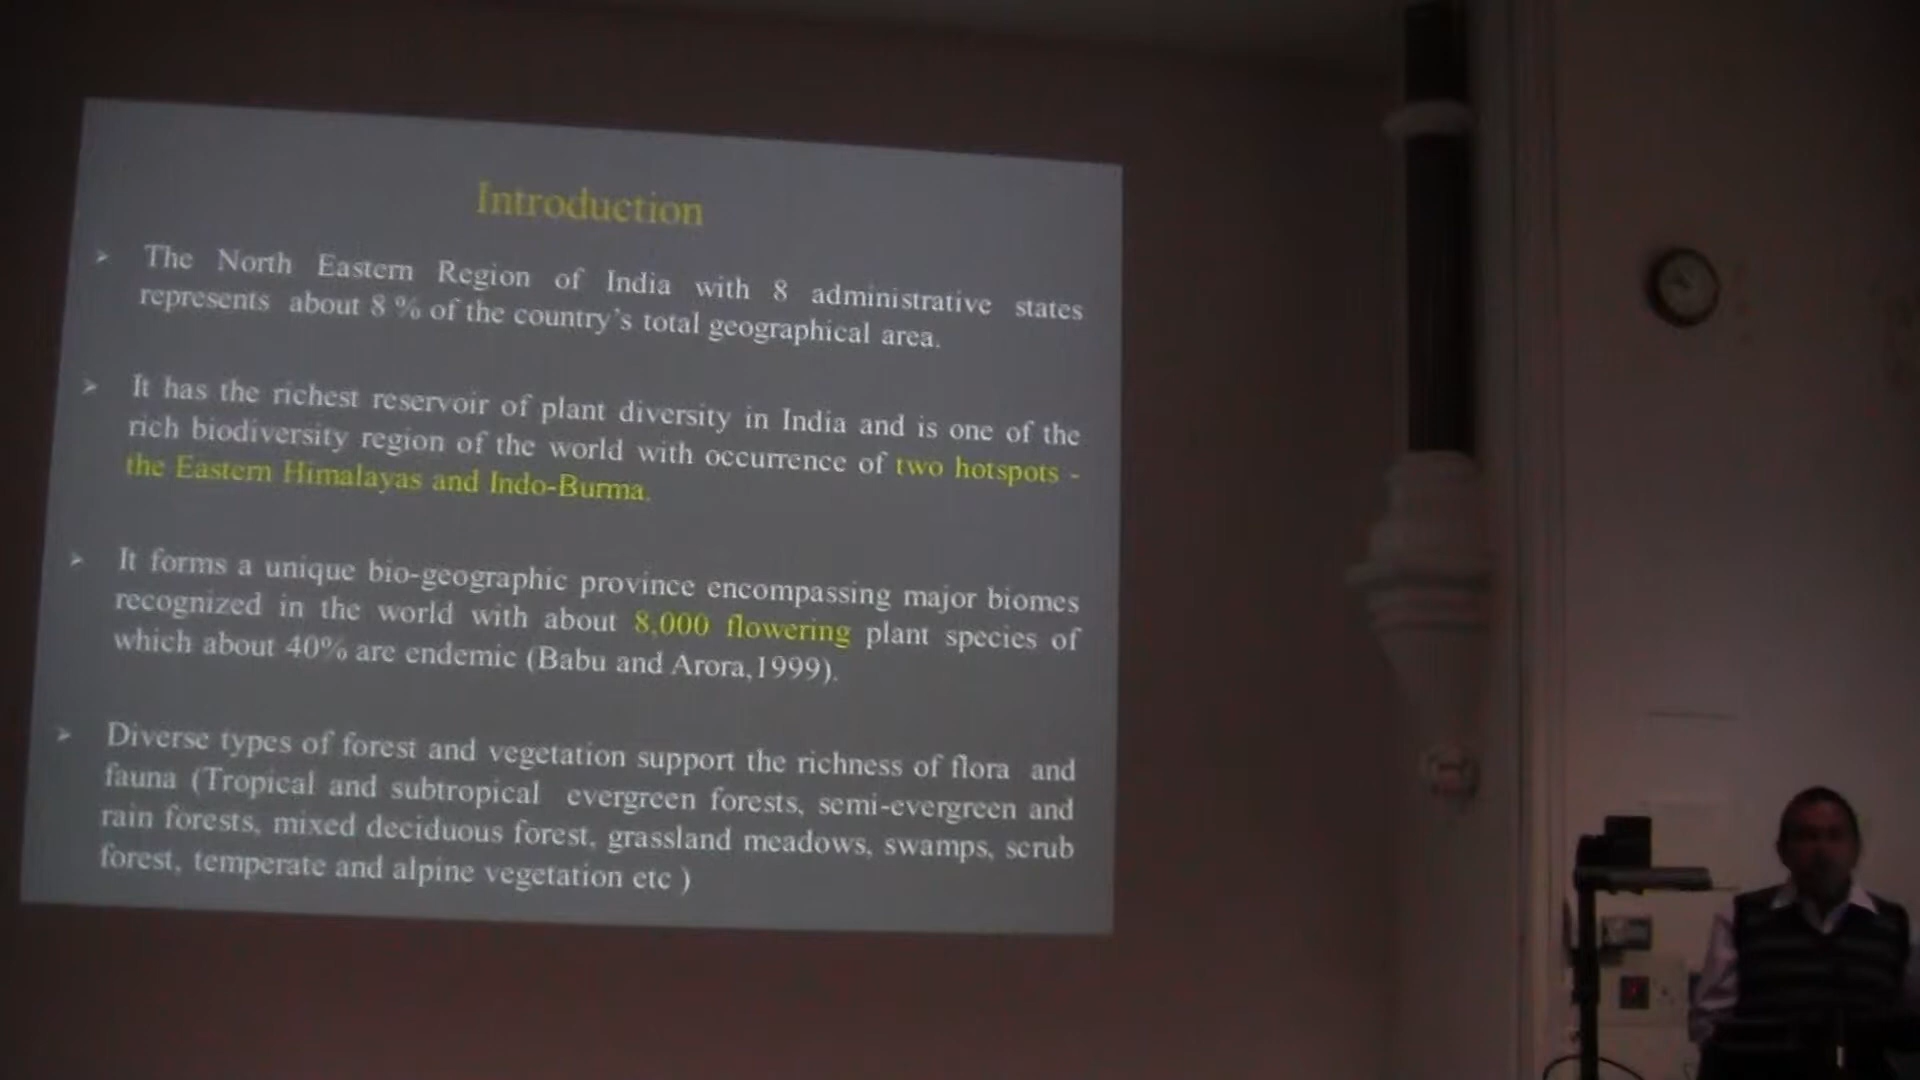 Introduction
➢ The North Eastern Region of India with 8 administrative states
represents about 8 % of the country's total geographical area.
➢ It has the richest reservoir of plant diversity in India and is one of the
rich biodiversity region of the world with occurrence of two hotspots -
the Eastern Himalayas and Indo-Burma.
➢ It forms a unique bio-geographic province encompassing major biomes
recognized in the world with about 8,000 flowering plant species of
which about 40% are endemic (Babu and Arora,1999).
➢ Diverse types of forest and vegetation support the richness of flora and
fauna (Tropical and subtropical evergreen forests, semi-evergreen and
rain forests, mixed deciduous forest, grassland meadows, swamps, scrub
forest, temperate and alpine vegetation etc )